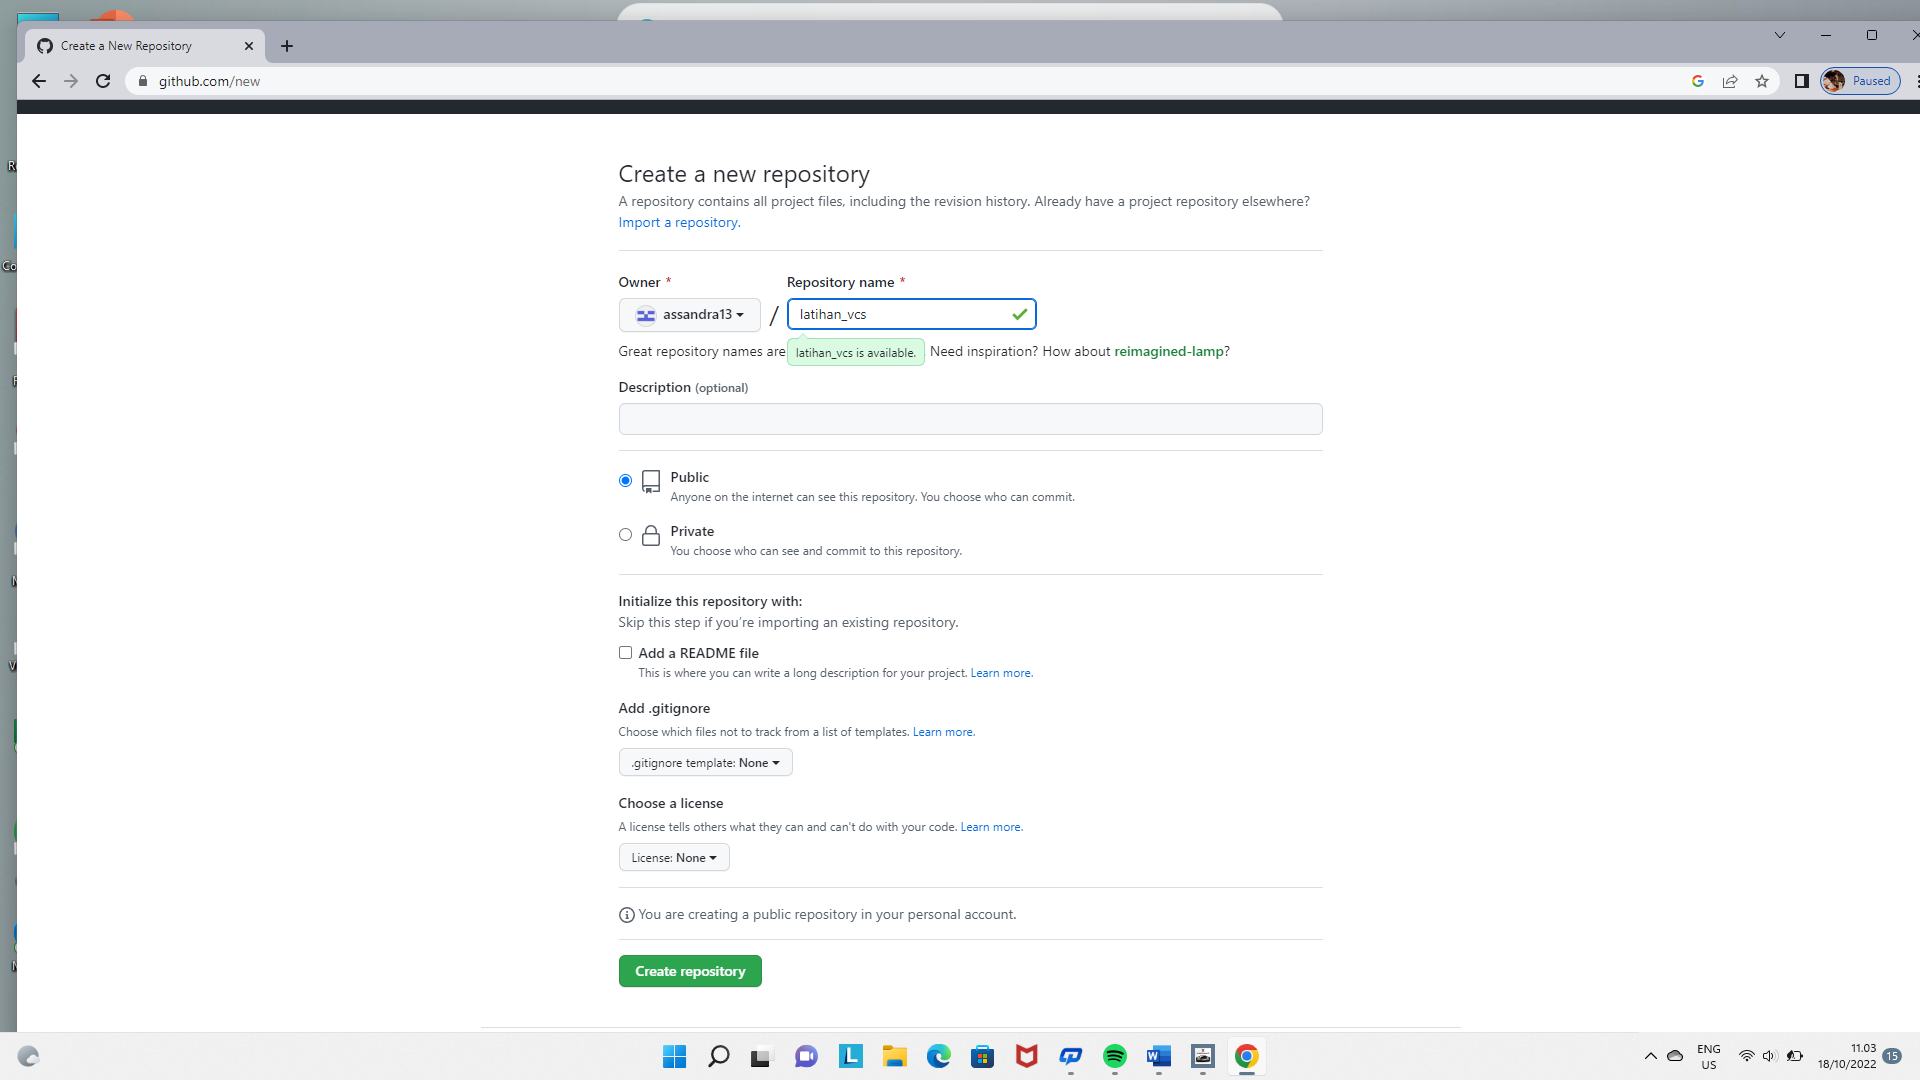 Create a New Repository
github.com/new
Paused
Create a new repository
A repository contains all project files, including the revision history. Already have a project repository elsewhere?
Import a repository.
Owner * Repository name *
assandra13 / latihan_vcs
Great repository names are latihan_vcs is available. Need inspiration? How about reimagined-lamp?
Description (optional)
Public
Anyone on the internet can see this repository. You choose who can commit.
Private
You choose who can see and commit to this repository.
Initialize this repository with:
Skip this step if you’re importing an existing repository.
Add a README file
This is where you can write a long description for your project. Learn more.
Add .gitignore
Choose which files not to track from a list of templates. Learn more.
.gitignore template: None
Choose a license
A license tells others what they can and can't do with your code. Learn more.
License: None
You are creating a public repository in your personal account.
Create repository
ENG
US
11.03
18/10/2022
15